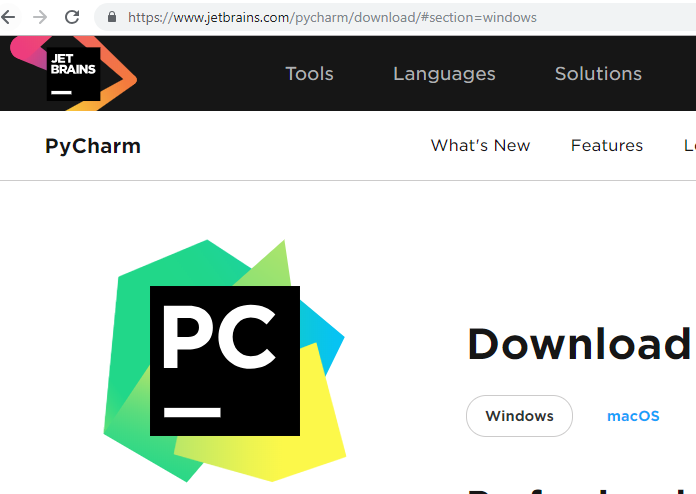 https://www.jetbrains.com/pycharm/download/#section=windows
JET
BRAINS
Tools Languages Solutions
PyCharm What's New Features
PC
Download
Windows macOS